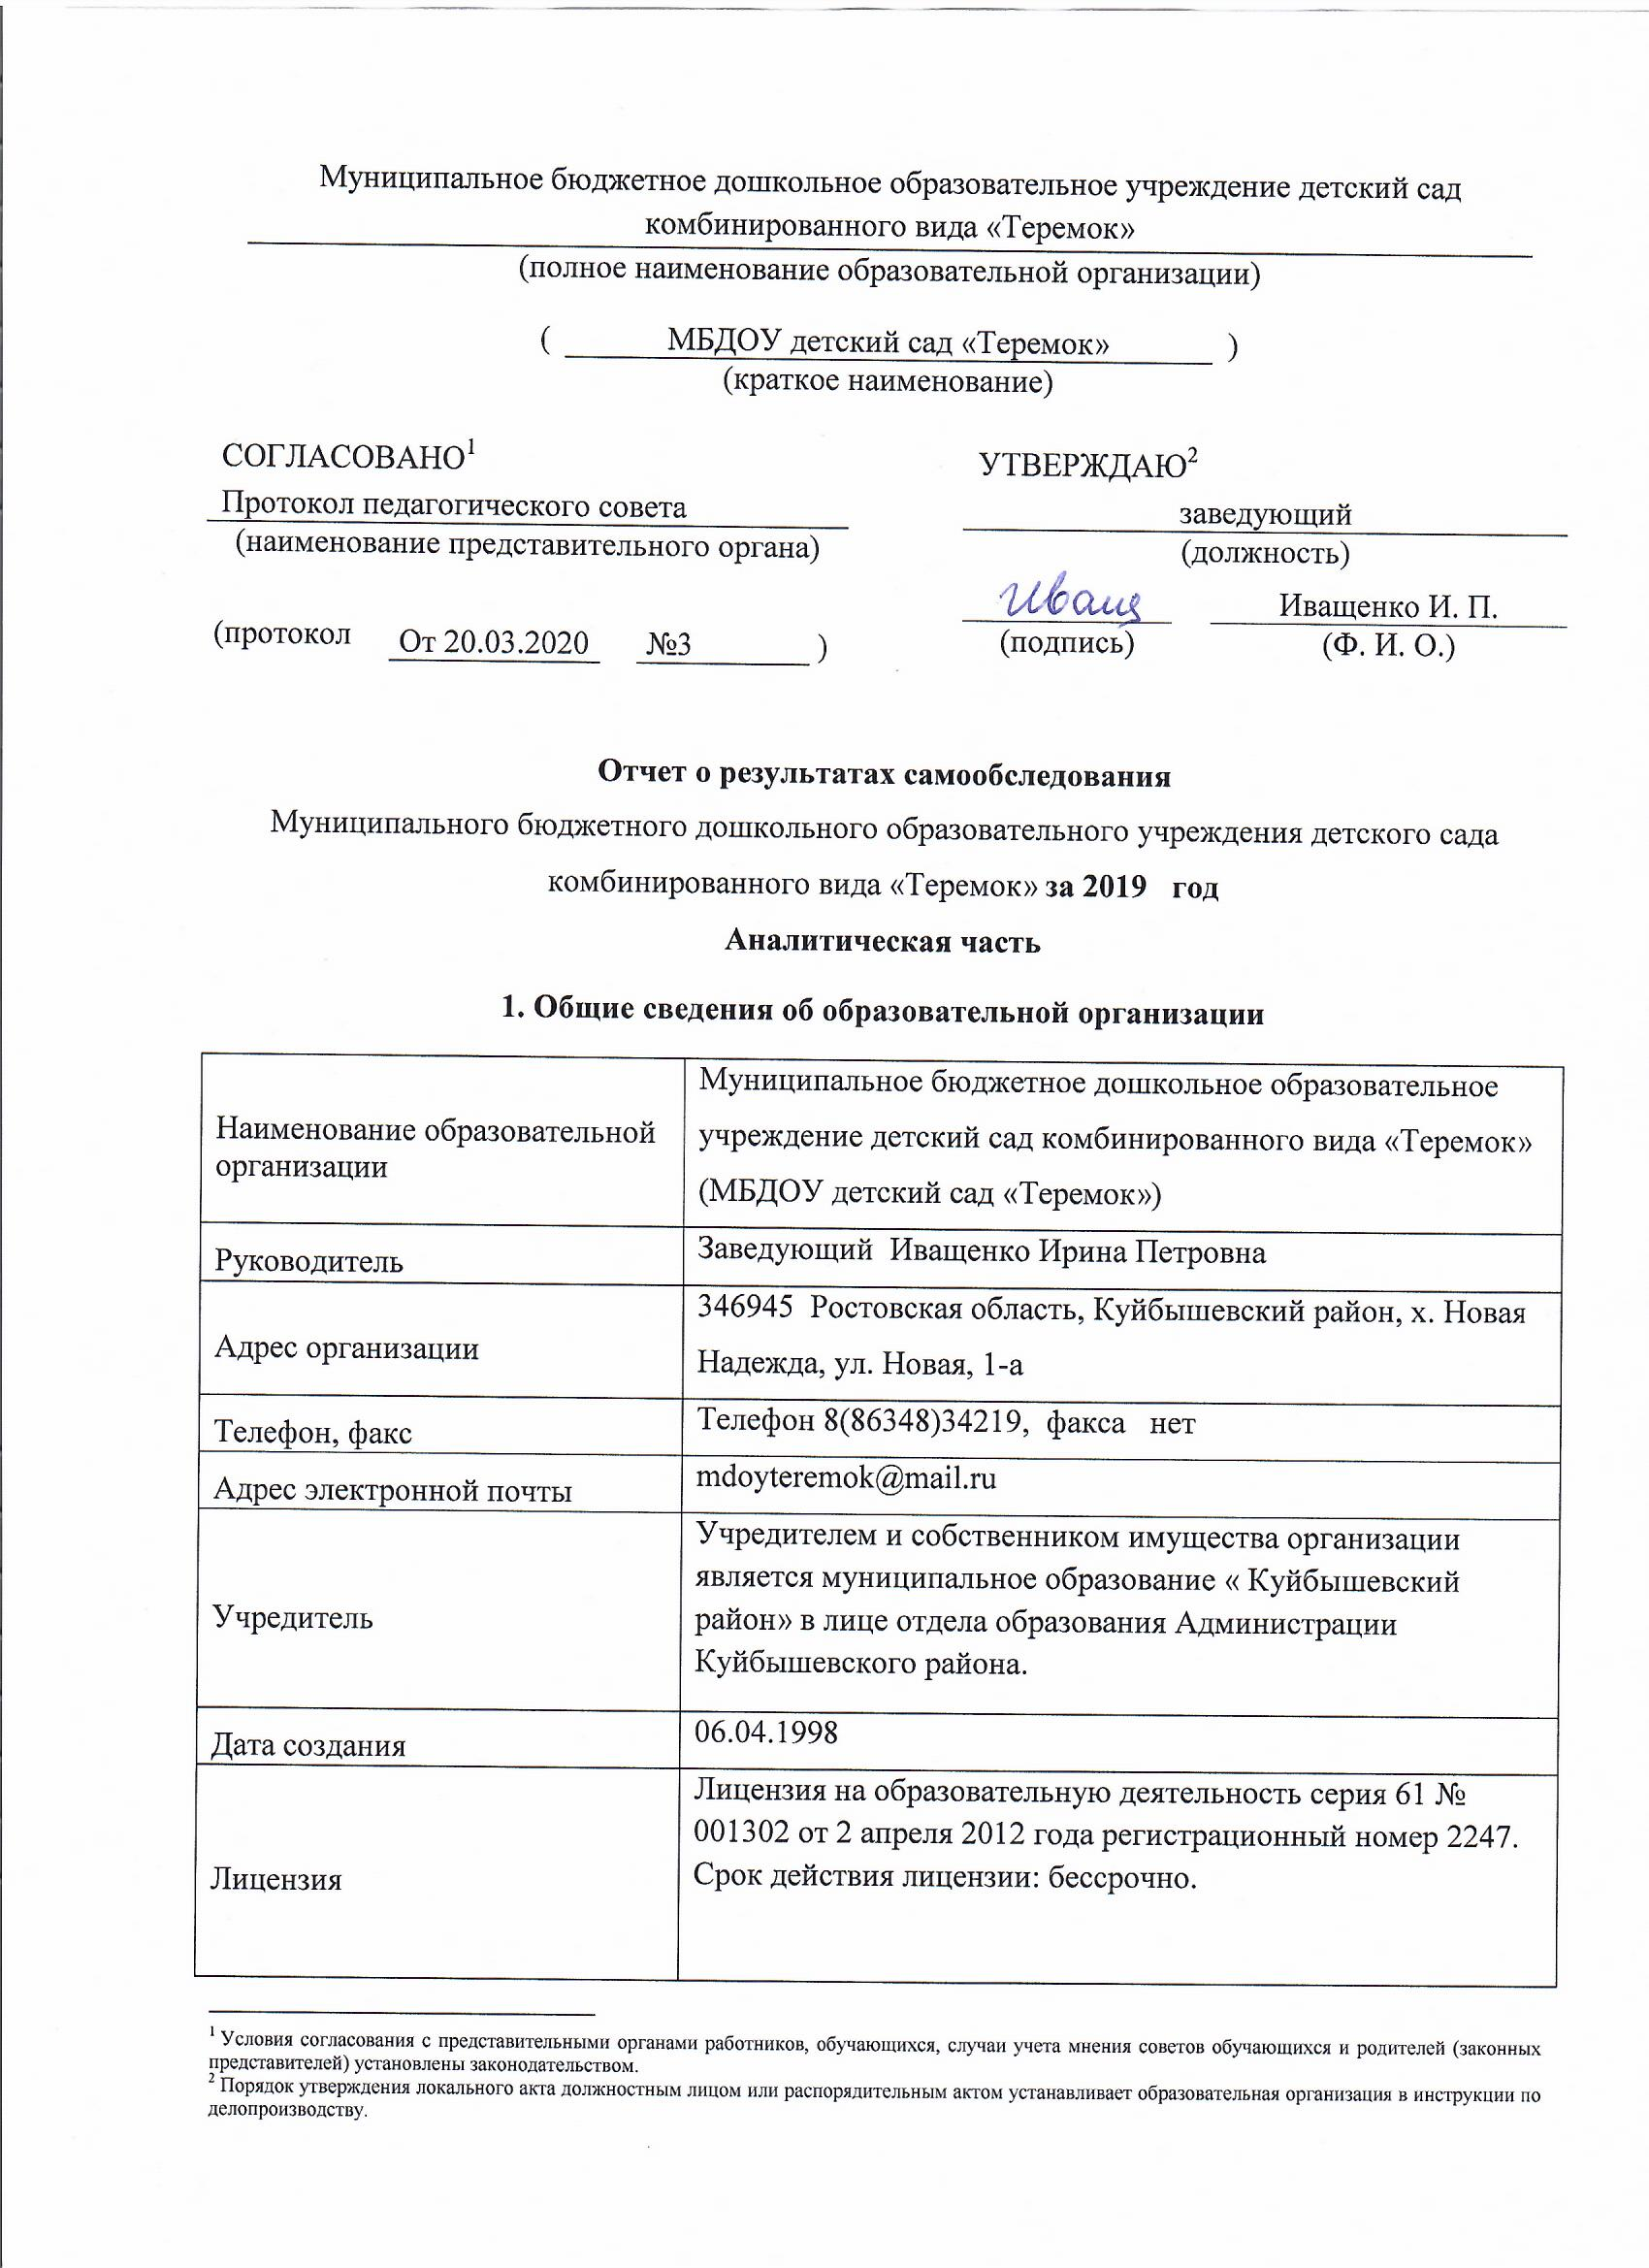 Муниципальное бюджетное дошкольное образовательное учреждение детский сад
комбинированного вида «Теремок»
(полное наименование образовательной организации)
( МБДОУ детский сад «Теремок» )
(краткое наименование)
СОГЛАСОВАНО¹
Протокол педагогического совета
(наименование представительного органа)
(протокол От 20.03.2020 №3 )
УТВЕРЖДАЮ²
заведующий
(должность)
Иващ Иващенко И. П.
(подпись) (Ф. И. О.)
Отчет о результатах самообследования
Муниципального бюджетного дошкольного образовательного учреждения детского сада
комбинированного вида «Теремок» за 2019 год
Аналитическая часть
1. Общие сведения об образовательной организации
Наименование образовательной
организации
Муниципальное бюджетное дошкольное образовательное
учреждение детский сад комбинированного вида «Теремок»
(МБДОУ детский сад «Теремок»)
Руководитель
Заведующий Иващенко Ирина Петровна
Адрес организации
346945 Ростовская область, Куйбышевский район, х. Новая
Надежда, ул. Новая, 1-а
Телефон, факс
Телефон 8(86348)34219, факса нет
Адрес электронной почты
mdoyteremok@mail.ru
Учредитель
Учредителем и собственником имущества организации
является муниципальное образование « Куйбышевский
район» в лице отдела образования Администрации
Куйбышевского района.
Дата создания
06.04.1998
Лицензия
Лицензия на образовательную деятельность серия 61 №
001302 от 2 апреля 2012 года регистрационный номер 2247.
Срок действия лицензии: бессрочно.
¹ Условия согласования с представительными органами работников, обучающихся, случаи учета мнения советов обучающихся и родителей (законных
представителей) установлены законодательством.
² Порядок утверждения локального акта должностным лицом или распорядительным актом устанавливает образовательная организация в инструкции по
делопроизводству.